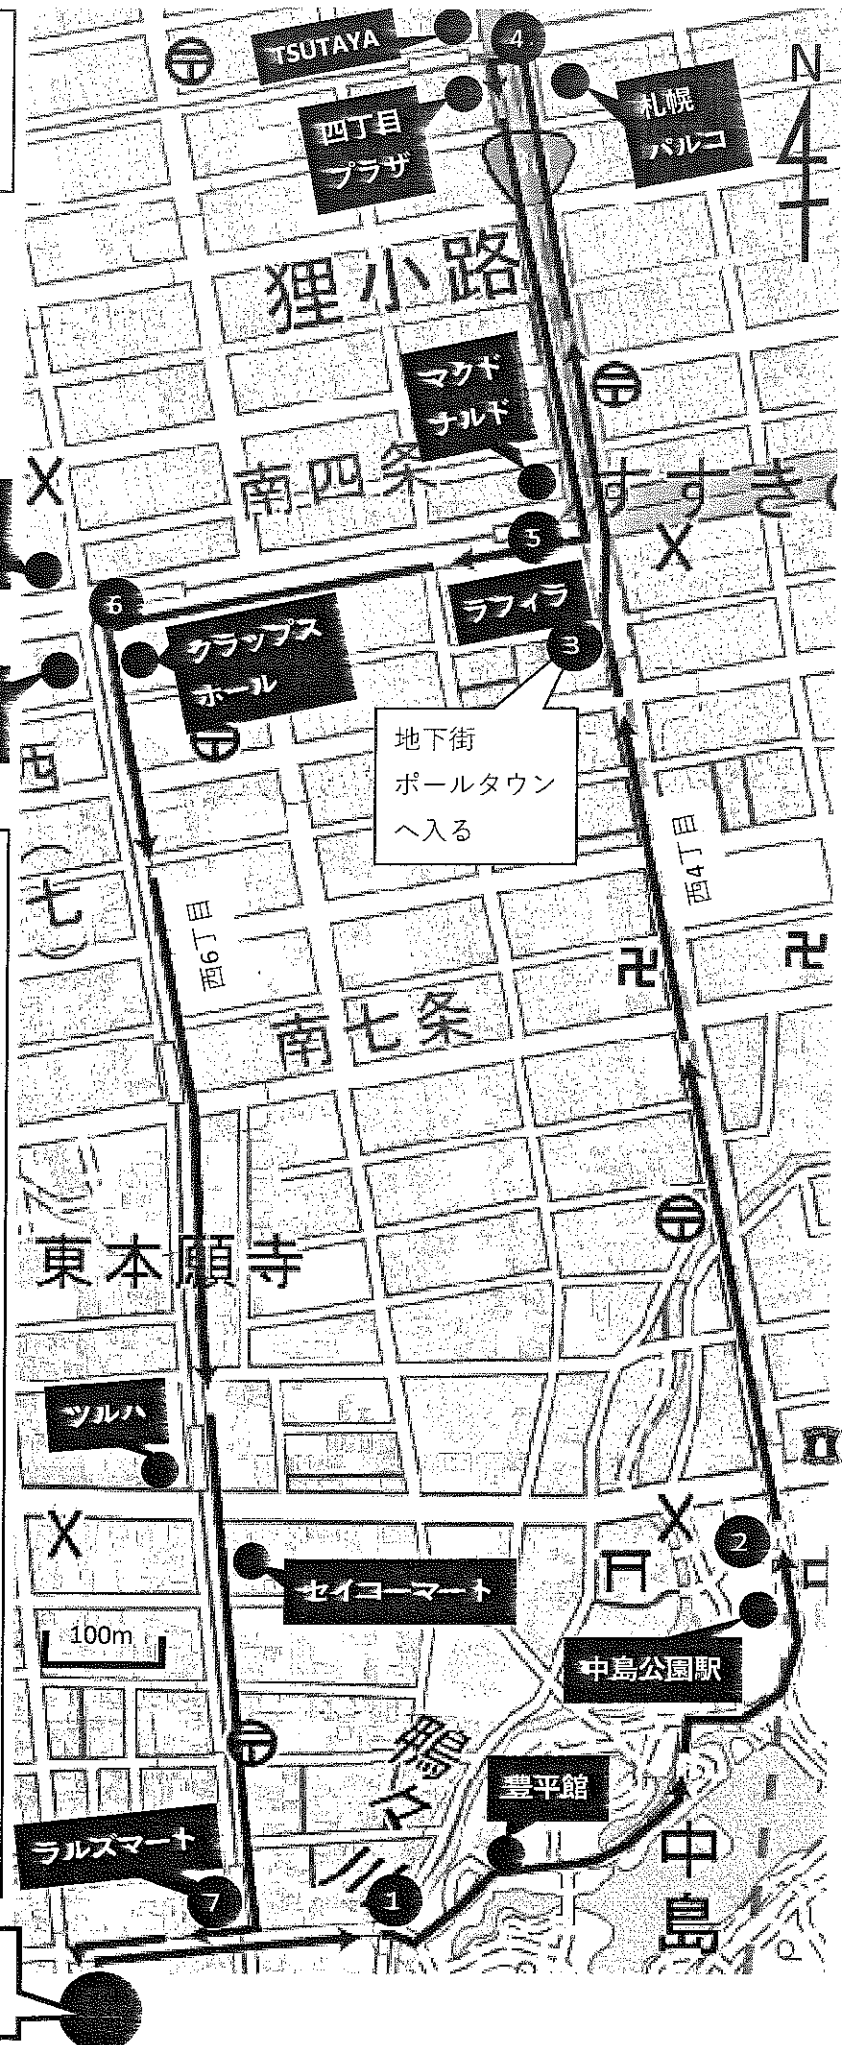 TSUTAYA
4
N
四丁目
プラザ
札幌
パルコ
狸小路
マクド
ナルド
南四条
すすき
5
6
ラフィラ
3
クラップス
ホール
地下街
ポールタウン
へ入る
西
(七)
西4丁目
西6丁目
南七条
東本願寺
ツルハ
2
セイコーマート
100m
中島公園駅
鴨々川
豊平館
中島
ラルズマート
7
1